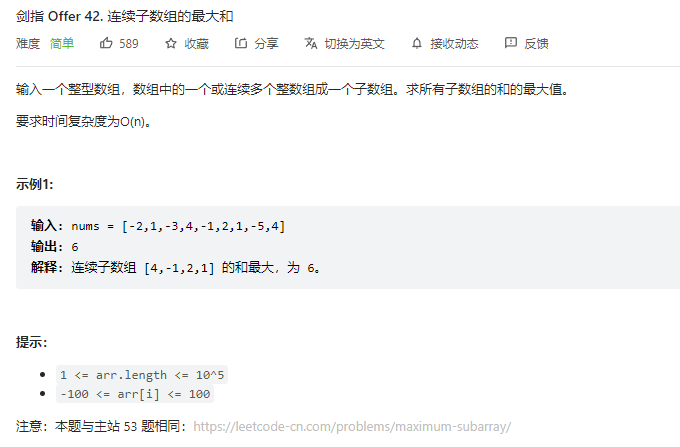 剑指 Offer 42. 连续子数组的最大和
难度 简单 589 收藏 分享 切换为英文 接收动态 反馈
输入一个整型数组，数组中的一个或连续多个整数组成一个子数组。求所有子数组的和的最大值。
要求时间复杂度为O(n)。
示例1:
输入: nums = [-2,1,-3,4,-1,2,1,-5,4]
输出: 6
解释: 连续子数组 [4,-1,2,1] 的和最大，为 6。
提示：
• 1 <= arr.length <= 10^5
• -100 <= arr[i] <= 100
注意：本题与主站 53 题相同：https://leetcode-cn.com/problems/maximum-subarray/